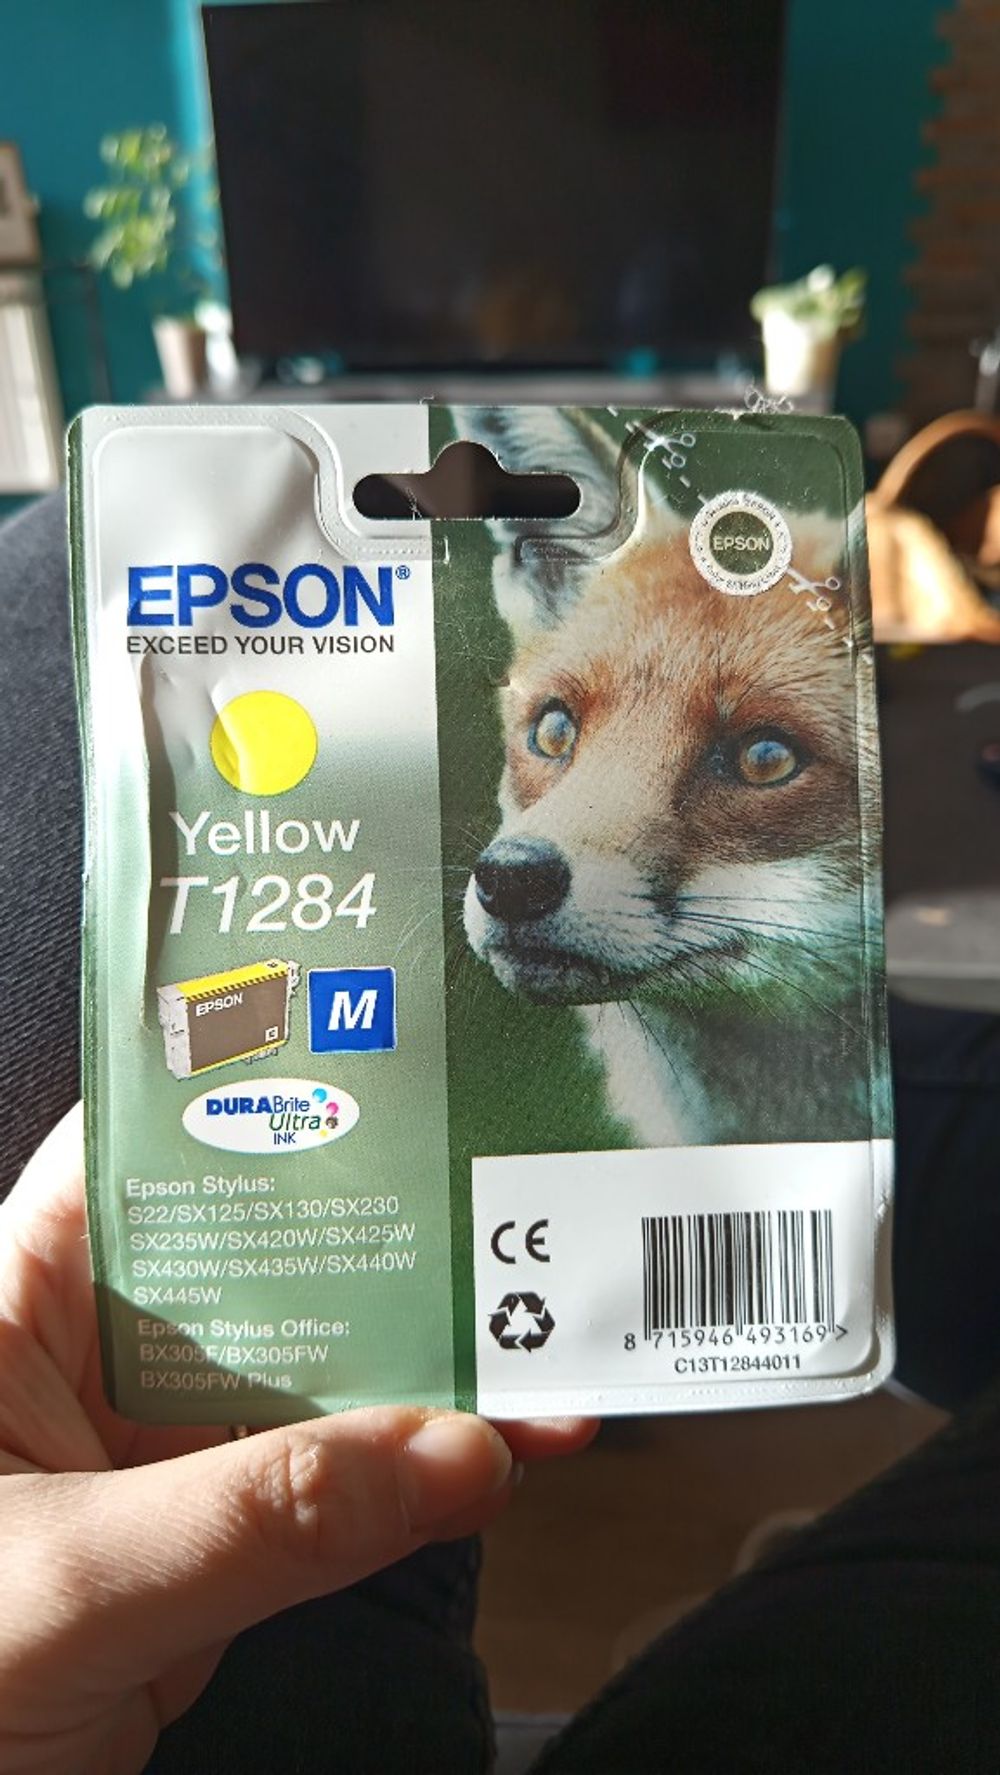 EPSON®
EXCEED YOUR VISION
EPSON
Yellow
T1284
EPSON
M
DURABrite
Ultra
INK
Epson Stylus:
S22/SX125/SX130/SX230
SX235W/SX420W/SX425W
SX430W/SX435W/SX440W
SX445W
Epson Stylus Office:
BX305F/BX305FW
BX305FW Plus
CE
8 715946 493169 >
C13T12844011